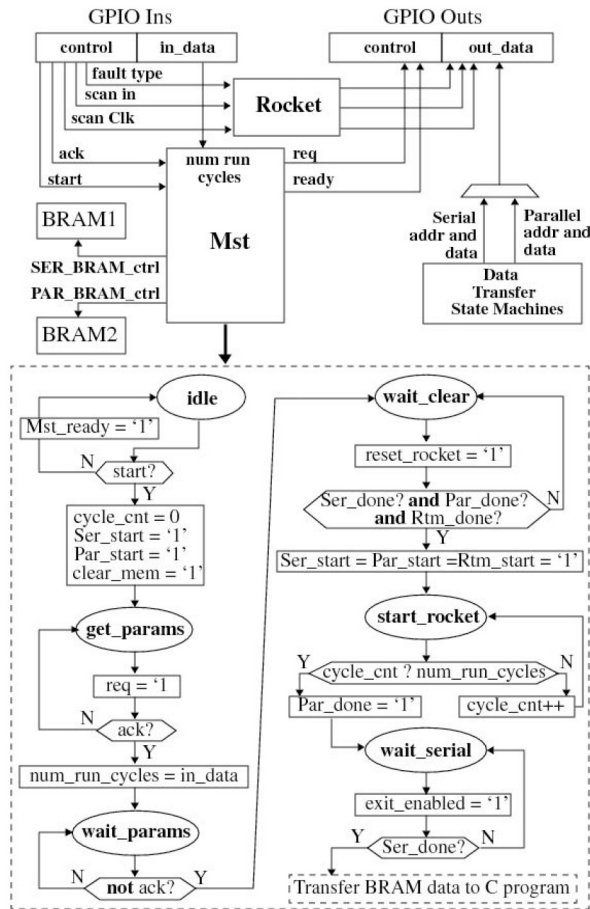 GPIO Ins
GPIO Outs
control
in_data
control
out_data
fault type
scan in
scan Clk
Rocket
ack
start
num run
cycles
req
ready
Mst
BRAM1
SER_BRAM_ctrl
PAR_BRAM_ctrl
BRAM2
Serial
addr and
data
Parallel
addr and
data
Data
Transfer
State Machines
idle
Mst_ready = ‘1’
N
start?
Y
cycle_cnt = 0
Ser_start = ‘1’
Par_start = ‘1’
clear_mem = ‘1’
get_params
req = ‘1
N
ack?
Y
num_run_cycles = in_data
wait_params
N
not ack?
Y
wait_clear
reset_rocket = ‘1’
Ser_done? and Par_done?
and Rtm_done?
N
Y
Ser_start = Par_start =Rtm_start = ‘1’
start_rocket
Y
cycle_cnt ? num_run_cycles
N
Par_done = ‘1’
cycle_cnt++
wait_serial
exit_enabled = ‘1’
Y
Ser_done?
N
Transfer BRAM data to C program